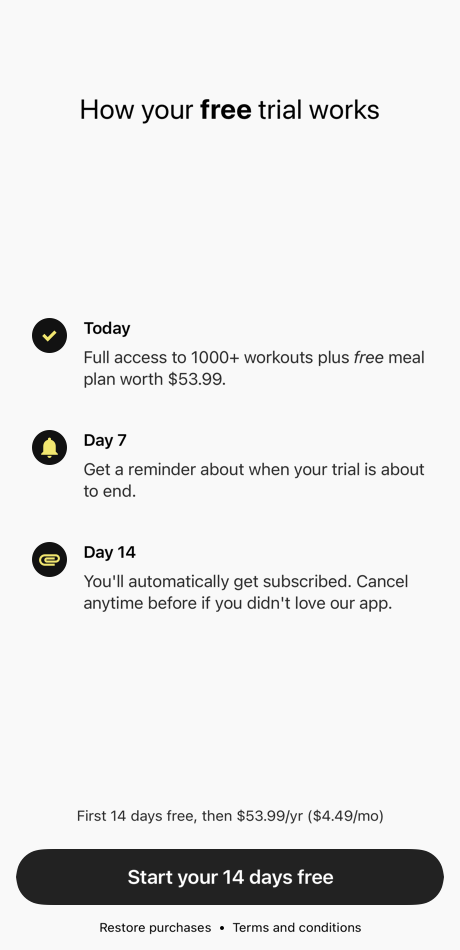 How your free trial works
Today
Full access to 1000+ workouts plus free meal
plan worth $53.99.
Day 7
Get a reminder about when your trial is about
to end.
Day 14
You'll automatically get subscribed. Cancel
anytime before if you didn't love our app.
First 14 days free, then $53.99/yr ($4.49/mo)
Start your 14 days free
Restore purchases • Terms and conditions